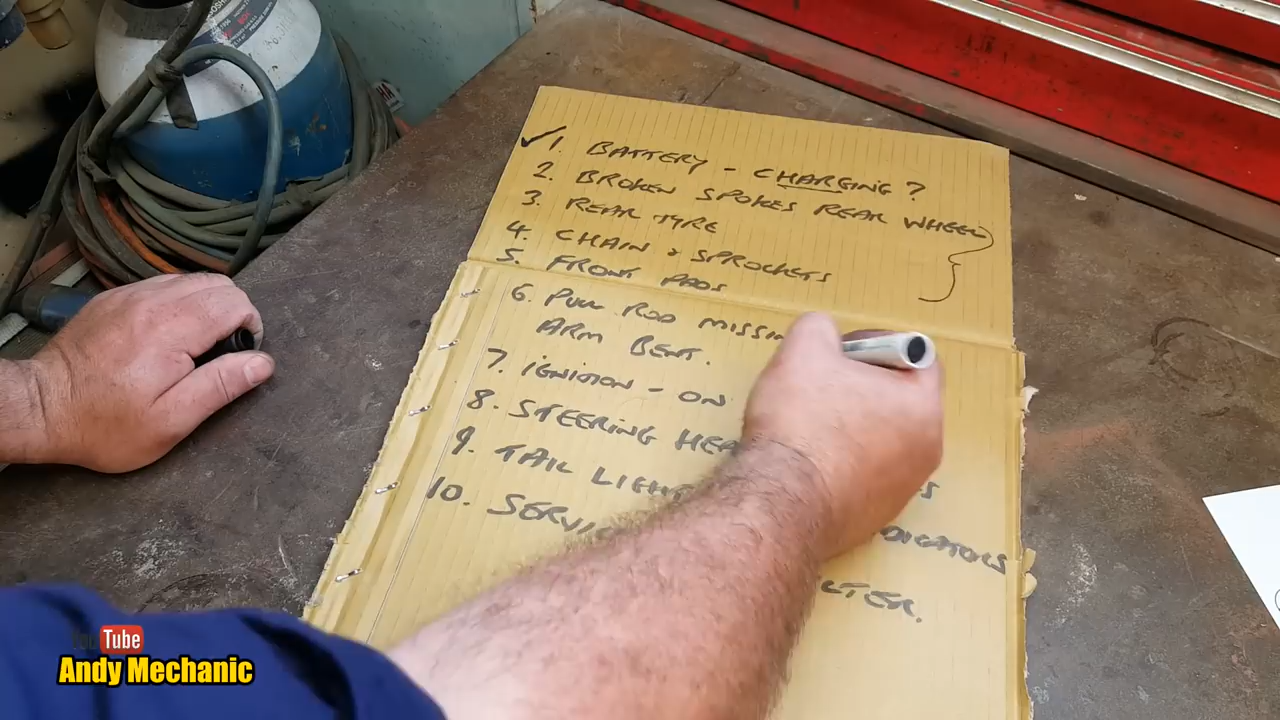 ✓ 1. BATTERY - CHARGING ?
2. BROKEN SPOKES REAR WHEEL
3. REAR TYRE
4. CHAIN & SPROCKETS
5. FRONT PADS
6. PULL ROD
ARM BENT.
7. IGNITION - ON
8. STEERING
9. TAIL
10.
YouTube
Andy Mechanic